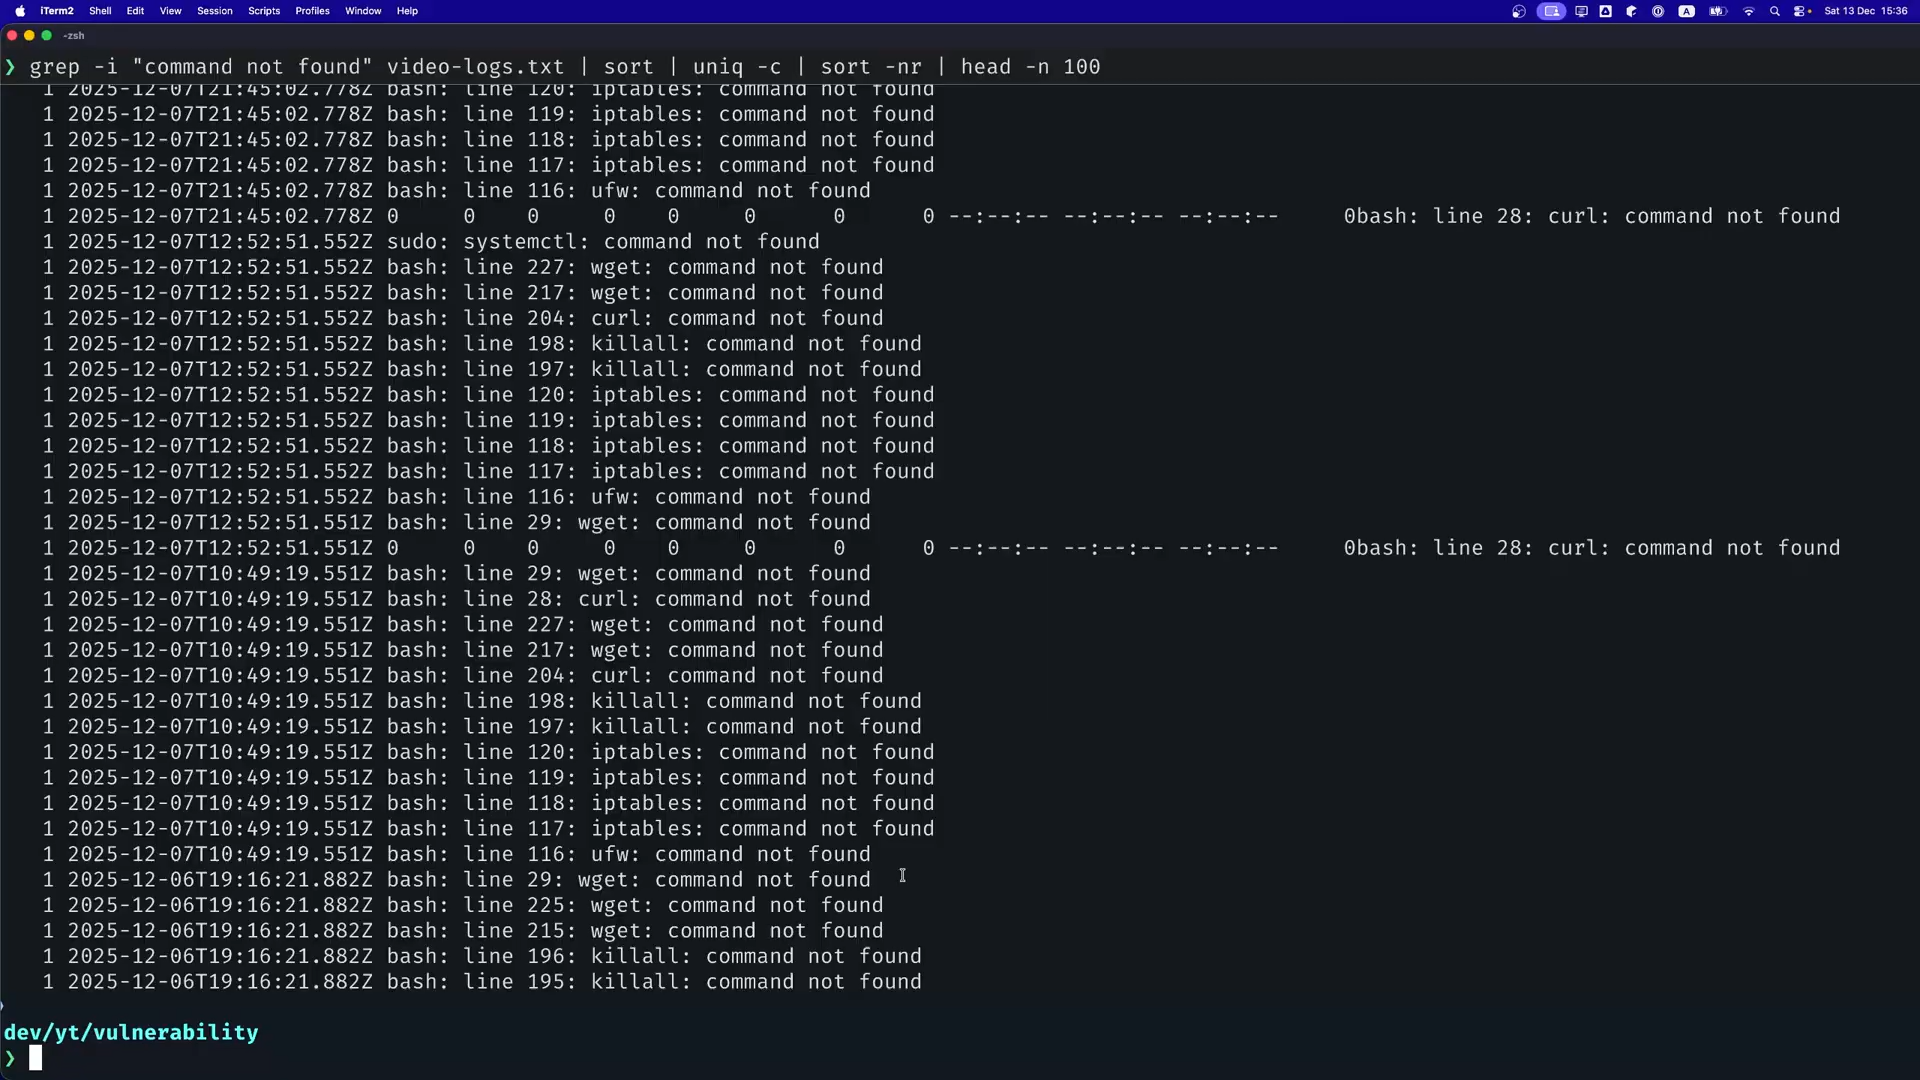 iTerm2 Shell Edit View Session Scripts Profiles Window Help A Sat 13 Dec 15:36
-zsh
❯ grep -i "command not found" video-logs.txt | sort | uniq -c | sort -nr | head -n 100
1 2025-12-07T21:45:02.778Z bash: line 120: iptables: command not found
1 2025-12-07T21:45:02.778Z bash: line 119: iptables: command not found
1 2025-12-07T21:45:02.778Z bash: line 118: iptables: command not found
1 2025-12-07T21:45:02.778Z bash: line 117: iptables: command not found
1 2025-12-07T21:45:02.778Z bash: line 116: ufw: command not found
1 2025-12-07T21:45:02.778Z 0 0 0 0 0 0 0 0 --:--:-- --:--:-- --:--:-- 0bash: line 28: curl: command not found
1 2025-12-07T12:52:51.552Z sudo: systemctl: command not found
1 2025-12-07T12:52:51.552Z bash: line 227: wget: command not found
1 2025-12-07T12:52:51.552Z bash: line 217: wget: command not found
1 2025-12-07T12:52:51.552Z bash: line 204: curl: command not found
1 2025-12-07T12:52:51.552Z bash: line 198: killall: command not found
1 2025-12-07T12:52:51.552Z bash: line 197: killall: command not found
1 2025-12-07T12:52:51.552Z bash: line 120: iptables: command not found
1 2025-12-07T12:52:51.552Z bash: line 119: iptables: command not found
1 2025-12-07T12:52:51.552Z bash: line 118: iptables: command not found
1 2025-12-07T12:52:51.552Z bash: line 117: iptables: command not found
1 2025-12-07T12:52:51.552Z bash: line 116: ufw: command not found
1 2025-12-07T12:52:51.551Z bash: line 29: wget: command not found
1 2025-12-07T12:52:51.551Z 0 0 0 0 0 0 0 0 --:--:-- --:--:-- --:--:-- 0bash: line 28: curl: command not found
1 2025-12-07T10:49:19.551Z bash: line 29: wget: command not found
1 2025-12-07T10:49:19.551Z bash: line 28: curl: command not found
1 2025-12-07T10:49:19.551Z bash: line 227: wget: command not found
1 2025-12-07T10:49:19.551Z bash: line 217: wget: command not found
1 2025-12-07T10:49:19.551Z bash: line 204: curl: command not found
1 2025-12-07T10:49:19.551Z bash: line 198: killall: command not found
1 2025-12-07T10:49:19.551Z bash: line 197: killall: command not found
1 2025-12-07T10:49:19.551Z bash: line 120: iptables: command not found
1 2025-12-07T10:49:19.551Z bash: line 119: iptables: command not found
1 2025-12-07T10:49:19.551Z bash: line 118: iptables: command not found
1 2025-12-07T10:49:19.551Z bash: line 117: iptables: command not found
1 2025-12-07T10:49:19.551Z bash: line 116: ufw: command not found
1 2025-12-06T19:16:21.882Z bash: line 29: wget: command not found
1 2025-12-06T19:16:21.882Z bash: line 225: wget: command not found
1 2025-12-06T19:16:21.882Z bash: line 215: wget: command not found
1 2025-12-06T19:16:21.882Z bash: line 196: killall: command not found
1 2025-12-06T19:16:21.882Z bash: line 195: killall: command not found
dev/yt/vulnerability
❯